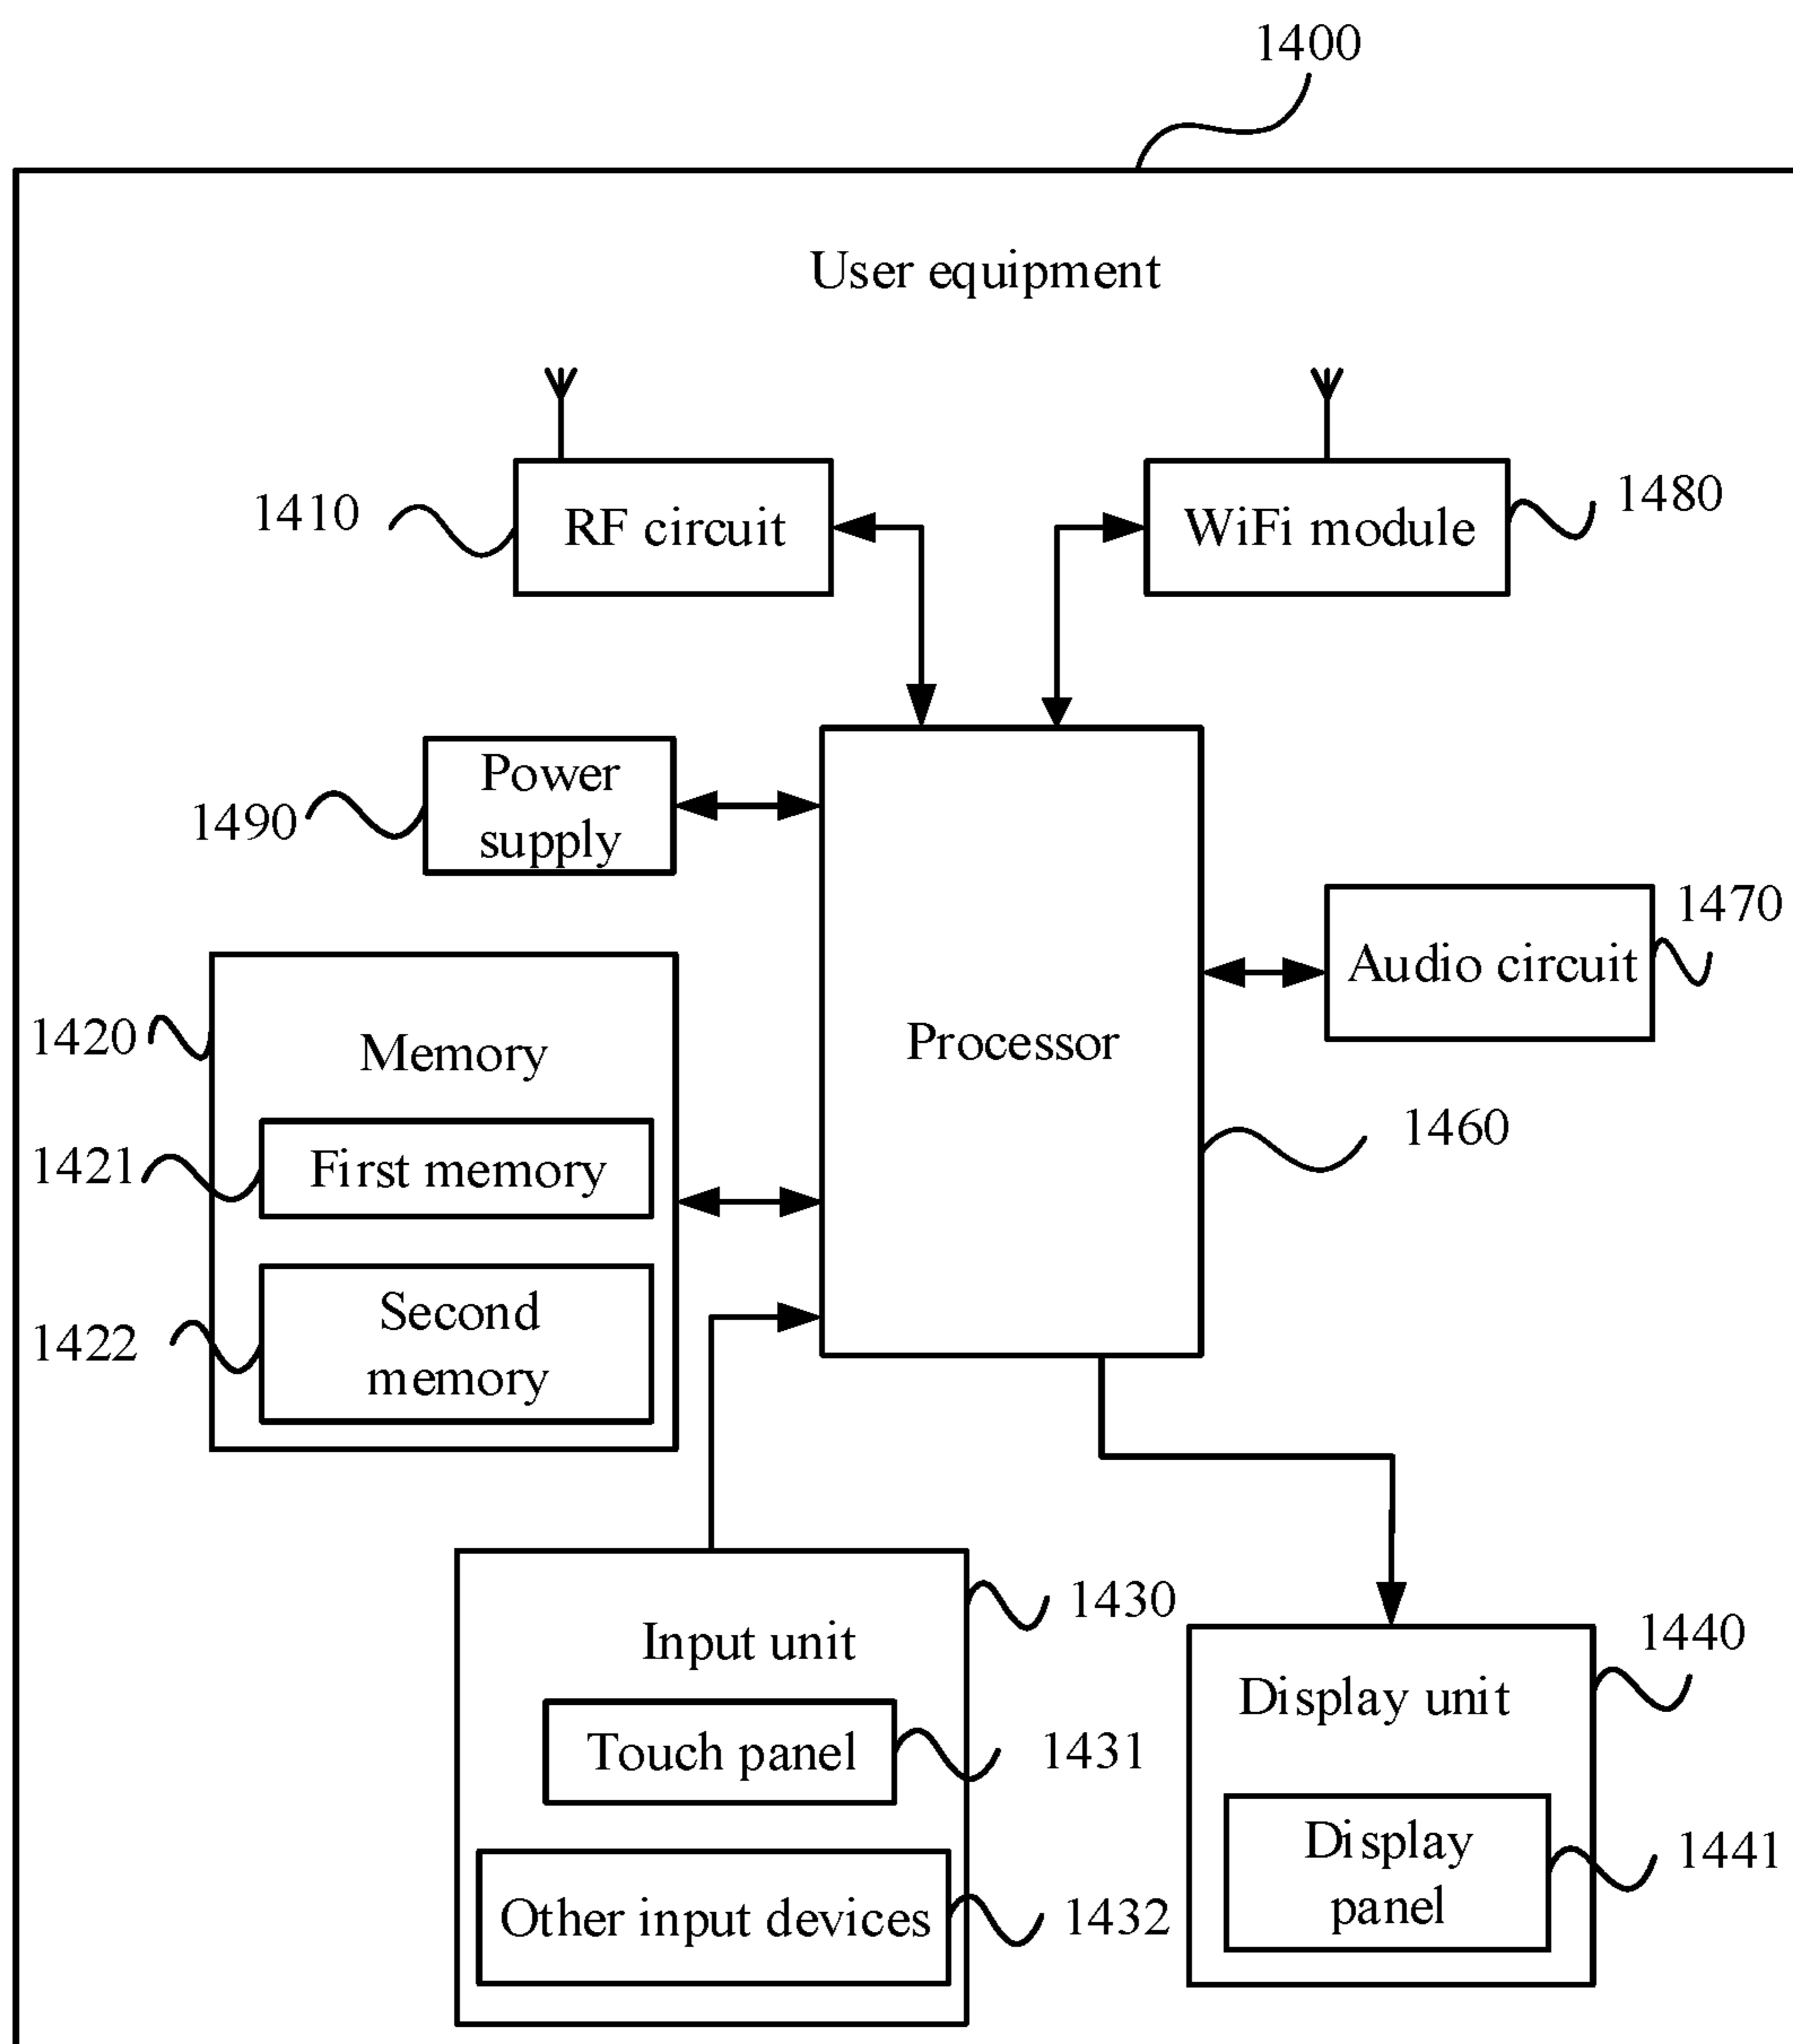 1400
User equipment
1410
RF circuit
WiFi module
1480
Power
supply
1490
1470
Audio circuit
Processor
1420
Memory
1460
1421
First memory
1422
Second
memory
1430
Input unit
1440
Display unit
Touch panel
1431
Display
panel
1441
Other input devices
1432